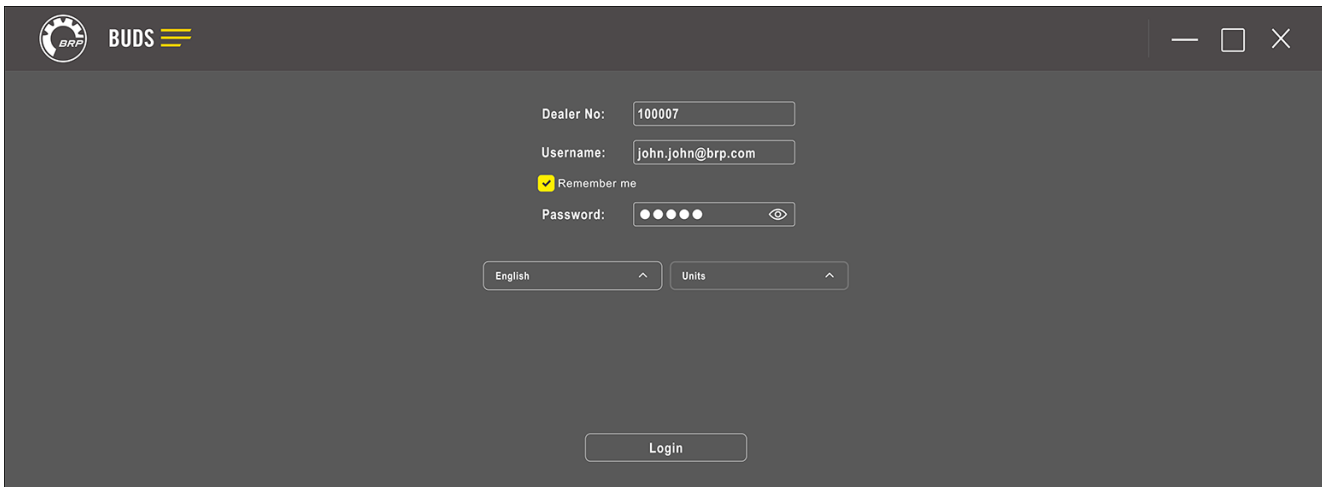 BRP BUDS
Dealer No: 100007
Username: john.john@brp.com
Remember me
Password:
English Units
Login